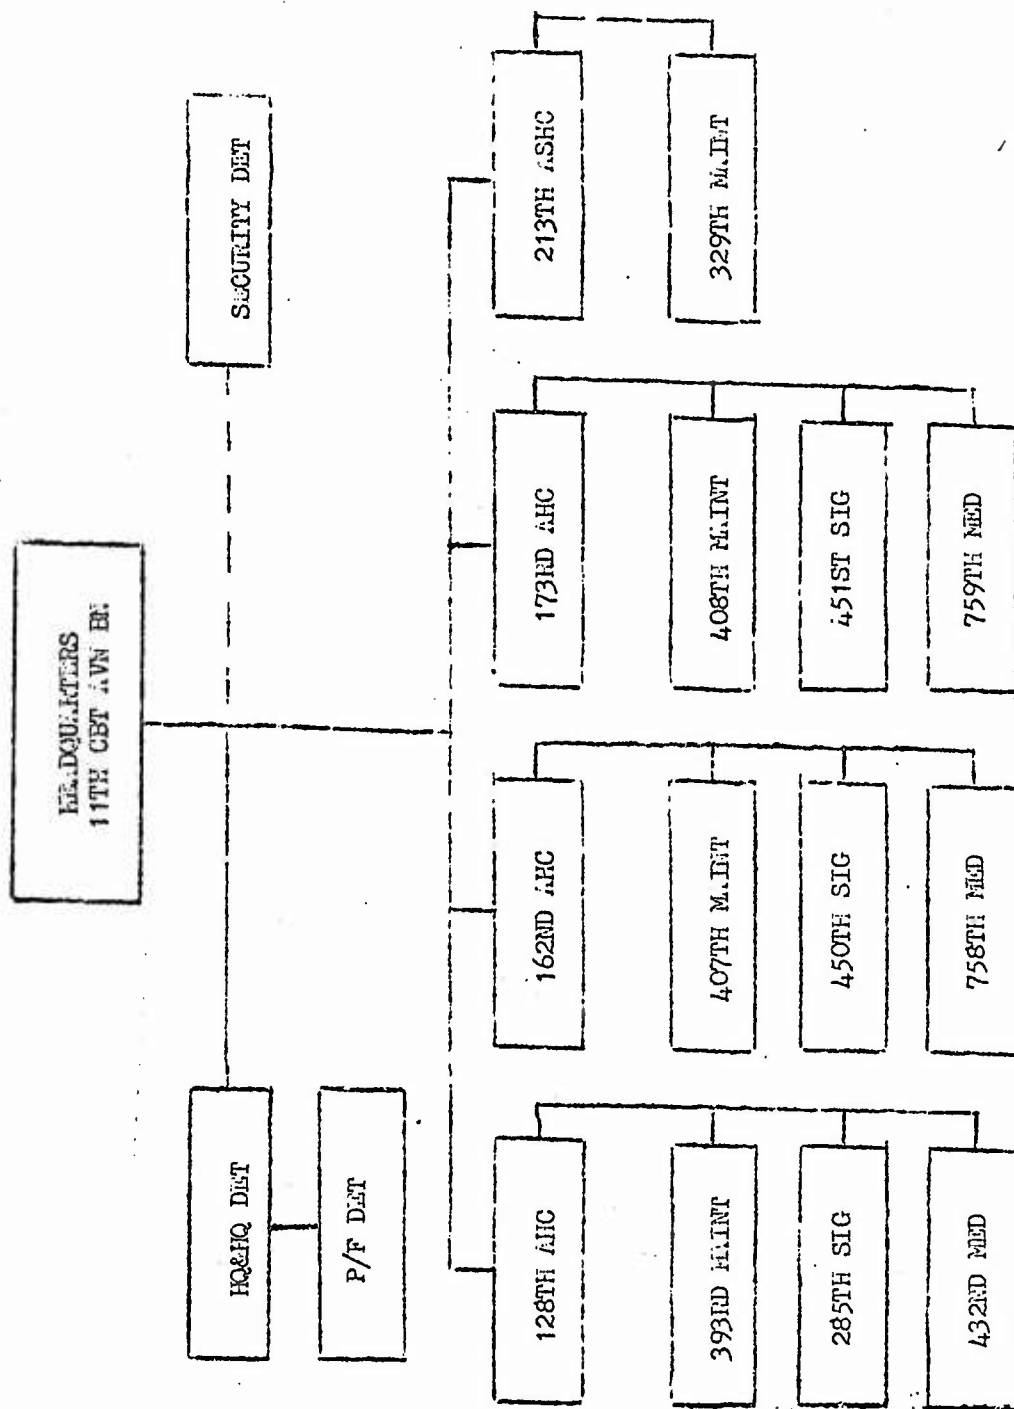 HEADQUARTERS
11TH CBT AVN BN
HQ&HQ DET
SECURITY DET
P/F DET
128TH AHC
162ND AHC
173RD AHC
213TH ASHC
393RD MAINT
407TH MAINT
408TH MAINT
329TH MAINT
285TH SIG
450TH SIG
451ST SIG
432ND MED
758TH MED
759TH MED